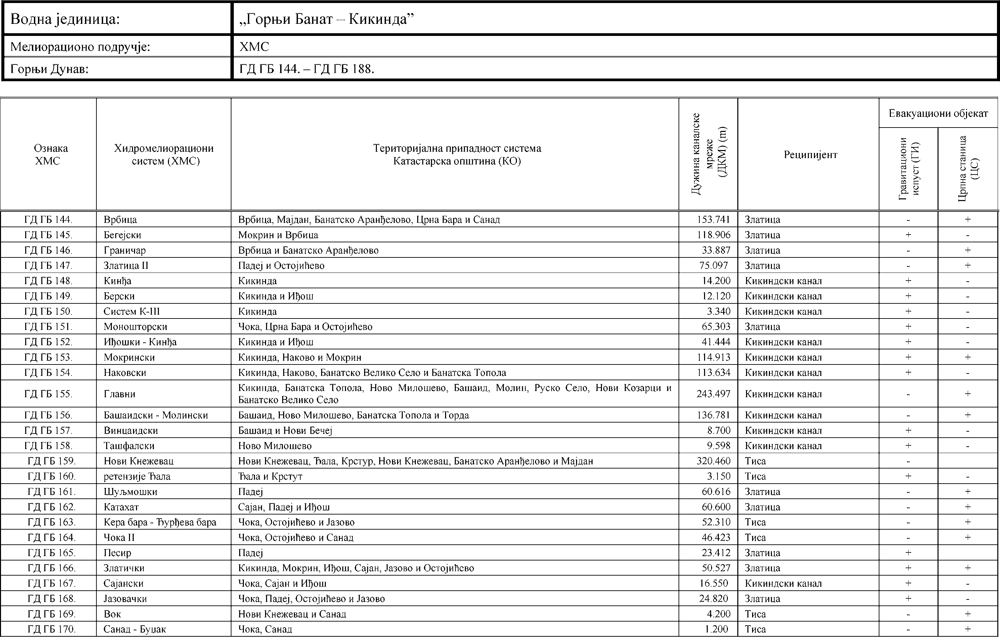 Водна јединица: „Горњи Банат – Кикинда”
Мелиорационо подручје: ХМС
Горњи Дунав: ГД ГБ 144. – ГД ГБ 188.
Ознака
ХМС
Хидромелиорациони
систем (ХМС)
Територијална припадност система
Катастарска општина (КО)
Дужина каналске
мреже
(ДКМ) (m)
Реципијент
Евакуациони објекат
Гравитациони
испуст (ГИ)
Црпна станица
(ЦС)
ГД ГБ 144. Врбица Врбица, Мајдан, Банатско Аранђелово, Црна Бара и Санад 153.741 Златица - +
ГД ГБ 145. Бегејски Мокрин и Врбица 118.906 Златица + -
ГД ГБ 146. Граничар Врбица и Банатско Аранђелово 33.887 Златица - +
ГД ГБ 147. Златица II Падеј и Остојићево 75.097 Златица - +
ГД ГБ 148. Кинђа Кикинда 14.200 Кикиндски канал + -
ГД ГБ 149. Берски Кикинда и Иђош 12.120 Кикиндски канал + -
ГД ГБ 150. Систем К-III Кикинда 3.340 Кикиндски канал + -
ГД ГБ 151. Моношторски Чока, Црна Бара и Остојићево 65.303 Златица + -
ГД ГБ 152. Иђошки - Кинђа Кикинда и Иђош 41.444 Кикиндски канал + -
ГД ГБ 153. Мокрински Кикинда, Наково и Мокрин 114.913 Кикиндски канал + +
ГД ГБ 154. Наковски Кикинда, Наково, Банатско Велико Село и Банатска Топола 113.634 Кикиндски канал + -
ГД ГБ 155. Главни Кикинда, Банатска Топола, Ново Милошево, Башаид, Молин, Руско Село, Нови Козарци и
Банатско Велико Село 243.497 Кикиндски канал - +
ГД ГБ 156. Башаидски - Молински Башаид, Ново Милошево, Банатска Топола и Торда 136.781 Кикиндски канал - +
ГД ГБ 157. Винцаидски Башаид и Нови Бечеј 8.700 Кикиндски канал + -
ГД ГБ 158. Ташфалски Ново Милошево 9.598 Кикиндски канал + -
ГД ГБ 159. Нови Кнежевац Нови Кнежевац, Ђала, Крстур, Нови Кнежевац, Банатско Аранђелово и Мајдан 320.460 Тиса -
ГД ГБ 160. ретензије Ђала Ђала и Крстут 3.150 Тиса + -
ГД ГБ 161. Шуљмошки Падеј 60.616 Златица - +
ГД ГБ 162. Катахат Сајан, Падеј и Иђош 60.600 Златица - +
ГД ГБ 163. Кера бара - Ђурђева бара Чока, Остојићево и Јазово 52.310 Тиса - +
ГД ГБ 164. Чока II Чока, Остојићево и Санад 46.423 Тиса - +
ГД ГБ 165. Песир Падеј 23.412 Златица +
ГД ГБ 166. Златички Кикинда, Мокрин, Иђош, Сајан, Јазово и Остојићево 50.527 Златица + +
ГД ГБ 167. Сајански Чока, Сајан и Иђош 16.550 Кикиндски канал + -
ГД ГБ 168. Јазовачки Чока, Падеј, Остојићево и Јазово 24.820 Златица + -
ГД ГБ 169. Вок Нови Кнежевац и Санад 4.200 Тиса - +
ГД ГБ 170. Санад - Буџак Чока, Санад 1.200 Тиса - +